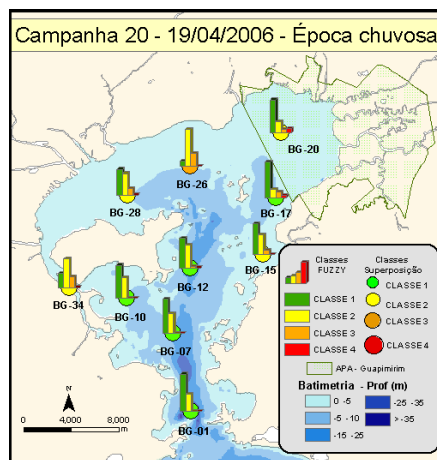 Campanha 20 - 19/04/2006 - Época chuvosa
BG-20
BG-26
BG-28
BG-17
BG-15
BG-12
BG-34
BG-10
BG-07
BG-01
N
0 4,000 8,000
m
Classes
FUZZY
Classes
Superposição
CLASSE 1
CLASSE 2
CLASSE 3
CLASSE 4
CLASSE 1
CLASSE 2
CLASSE 3
CLASSE 4
APA - Guapimirim
Batimetria - Prof (m)
0 -5
-5 -10
-15 -25
-25 -35
>-35